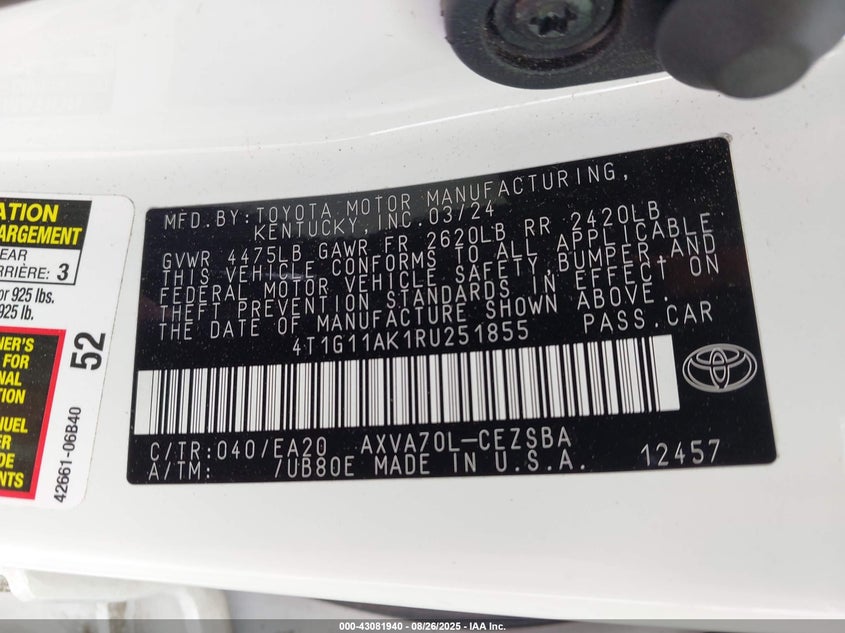 MFD.BY:TOYOTA MOTOR MANUFACTURING,
KENTUCKY, INC. 03/24
GVWR 4475LB GAWR FR 2620LB RR 2420LB
THIS VEHICLE CONFORMS TO ALL APPLICABLE
FEDERAL MOTOR VEHICLE SAFETY,BUMPER,AND
THEFT PREVENTION STANDARDS IN EFFECT ON
THE DATE OF MANUFACTURE SHOWN ABOVE.
4T1G11AK1RU251855 PASS.CAR
C/TR:040/EA20 AXVA70L-CEZSBA
A/TM: 7UB80E MADE IN U.S.A. 12457
ATION
ARGEMENT
EAR
RRIÈRE: 3
or 925 lbs.
925 lb.
NER'S
FOR
NAL
TION
NUEL
ER
DE
ENTS
52
42661-06B40
000-43081940 - 08/26/2025 - IAA Inc.